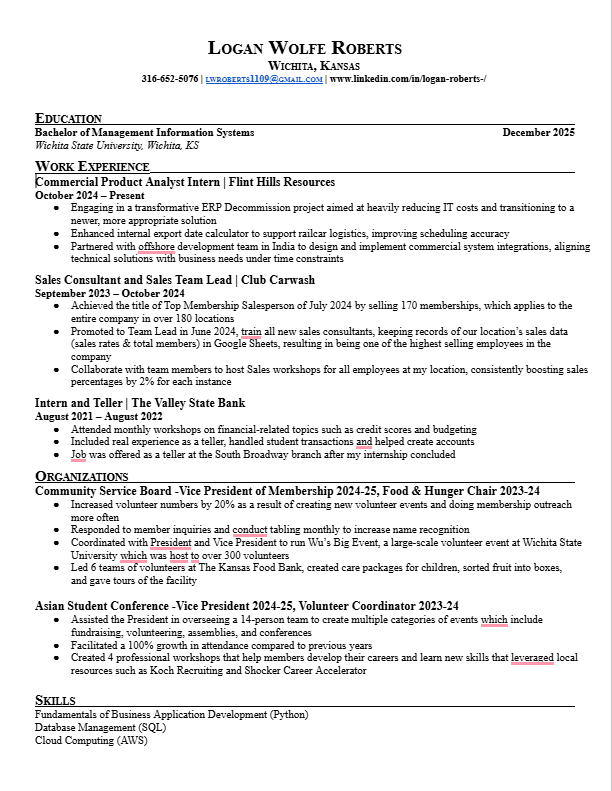 LOGAN WOLFE ROBERTS
WICHITA, KANSAS
316-652-5076 | LWROBERTS1109@GMAIL.COM | www.linkedin.com/in/logan-roberts-/
EDUCATION
Bachelor of Management Information Systems December 2025
Wichita State University, Wichita, KS
WORK EXPERIENCE
Commercial Product Analyst Intern | Flint Hills Resources
October 2024 – Present
• Engaging in a transformative ERP Decommission project aimed at heavily reducing IT costs and transitioning to a
newer, more appropriate solution
• Enhanced internal export date calculator to support railcar logistics, improving scheduling accuracy
• Partnered with offshore development team in India to design and implement commercial system integrations, aligning
technical solutions with business needs under time constraints
Sales Consultant and Sales Team Lead | Club Carwash
September 2023 – October 2024
• Achieved the title of Top Membership Salesperson of July 2024 by selling 170 memberships, which applies to the
entire company in over 180 locations
• Promoted to Team Lead in June 2024, train all new sales consultants, keeping records of our location’s sales data
(sales rates & total members) in Google Sheets, resulting in being one of the highest selling employees in the
company
• Collaborate with team members to host Sales workshops for all employees at my location, consistently boosting sales
percentages by 2% for each instance
Intern and Teller | The Valley State Bank
August 2021 – August 2022
• Attended monthly workshops on financial-related topics such as credit scores and budgeting
• Included real experience as a teller, handled student transactions and helped create accounts
• Job was offered as a teller at the South Broadway branch after my internship concluded
ORGANIZATIONS
Community Service Board -Vice President of Membership 2024-25, Food & Hunger Chair 2023-24
• Increased volunteer numbers by 20% as a result of creating new volunteer events and doing membership outreach
more often
• Responded to member inquiries and conduct tabling monthly to increase name recognition
• Coordinated with President and Vice President to run Wu’s Big Event, a large-scale volunteer event at Wichita State
University which was host to over 300 volunteers
• Led 6 teams of volunteers at The Kansas Food Bank, created care packages for children, sorted fruit into boxes,
and gave tours of the facility
Asian Student Conference -Vice President 2024-25, Volunteer Coordinator 2023-24
• Assisted the President in overseeing a 14-person team to create multiple categories of events which include
fundraising, volunteering, assemblies, and conferences
• Facilitated a 100% growth in attendance compared to previous years
• Created 4 professional workshops that help members develop their careers and learn new skills that leveraged local
resources such as Koch Recruiting and Shocker Career Accelerator
SKILLS
Fundamentals of Business Application Development (Python)
Database Management (SQL)
Cloud Computing (AWS)